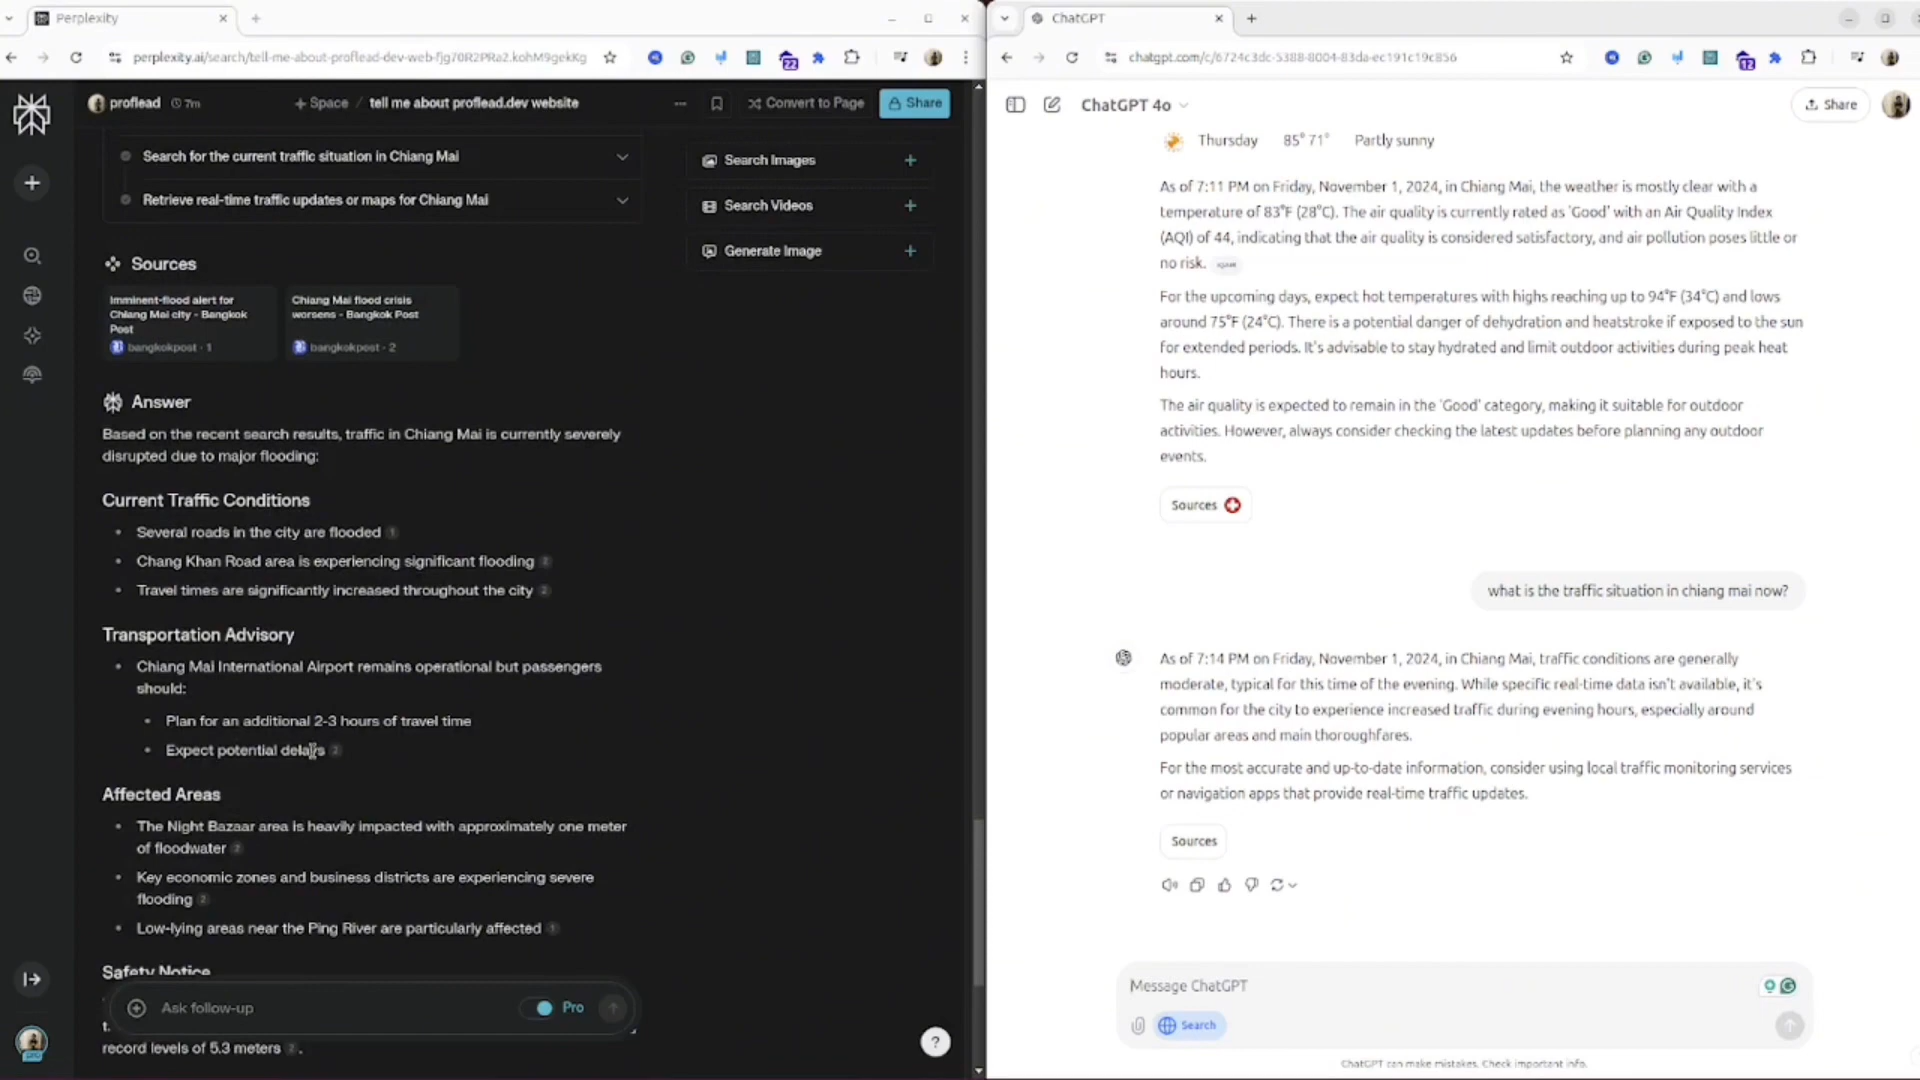 Perplexity
perplexity.ai/search/tell-me-about-proflead-dev-web-fjg70R2PRa2.kohM9gekKg
22
proflead
7m
Space / tell me about proflead.dev website
Convert to Page
Share
Search for the current traffic situation in Chiang Mai
Retrieve real-time traffic updates or maps for Chiang Mai
Search Images
Search Videos
Generate Image
Sources
Imminent-flood alert for
Chiang Mai city - Bangkok
Post
bangkokpost · 1
Chiang Mai flood crisis
worsens - Bangkok Post
bangkokpost · 2
Answer
Based on the recent search results, traffic in Chiang Mai is currently severely
disrupted due to major flooding:
Current Traffic Conditions
Several roads in the city are flooded 1
Chang Khan Road area is experiencing significant flooding 2
Travel times are significantly increased throughout the city 2
Transportation Advisory
Chiang Mai International Airport remains operational but passengers
should:
Plan for an additional 2-3 hours of travel time
Expect potential delays 2
Affected Areas
The Night Bazaar area is heavily impacted with approximately one meter
of floodwater 2
Key economic zones and business districts are experiencing severe
flooding 2
Low-lying areas near the Ping River are particularly affected 1
Safety Notice
Ask follow-up
Pro
record levels of 5.3 meters 2 .
?
ChatGPT
chatgpt.com/c/6724c3dc-5388-8004-83da-ec191c19c856
12
ChatGPT 4o
Share
Thursday 85° 71° Partly sunny
As of 7:11 PM on Friday, November 1, 2024, in Chiang Mai, the weather is mostly clear with a
temperature of 83°F (28°C). The air quality is currently rated as 'Good' with an Air Quality Index
(AQI) of 44, indicating that the air quality is considered satisfactory, and air pollution poses little or
no risk.
For the upcoming days, expect hot temperatures with highs reaching up to 94°F (34°C) and lows
around 75°F (24°C). There is a potential danger of dehydration and heatstroke if exposed to the sun
for extended periods. It's advisable to stay hydrated and limit outdoor activities during peak heat
hours.
The air quality is expected to remain in the 'Good' category, making it suitable for outdoor
activities. However, always consider checking the latest updates before planning any outdoor
events.
Sources
what is the traffic situation in chiang mai now?
As of 7:14 PM on Friday, November 1, 2024, in Chiang Mai, traffic conditions are generally
moderate, typical for this time of the evening. While specific real-time data isn't available, it's
common for the city to experience increased traffic during evening hours, especially around
popular areas and main thoroughfares.
For the most accurate and up-to-date information, consider using local traffic monitoring services
or navigation apps that provide real-time traffic updates.
Sources
Message ChatGPT
Search
ChatGPT can make mistakes. Check important info.